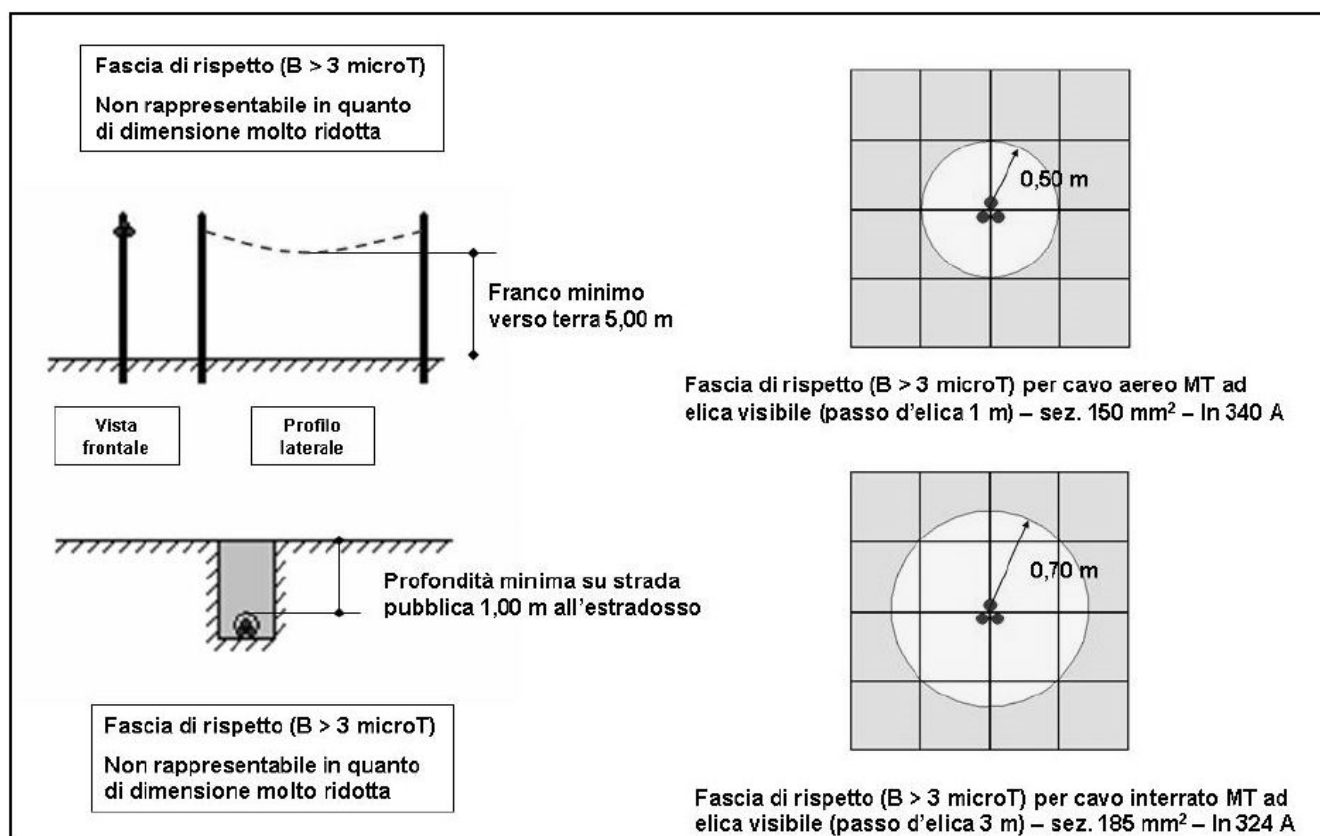 Fascia di rispetto (B > 3 microT)
Non rappresentabile in quanto
di dimensione molto ridotta
0,50 m
Franco minimo
verso terra 5,00 m
Fascia di rispetto (B > 3 microT) per cavo aereo MT ad
elica visibile (passo d'elica 1 m) – sez. 150 mm² – In 340 A
Vista
frontale
Profilo
laterale
Profondità minima su strada
pubblica 1,00 m all'estradosso
0,70 m
Fascia di rispetto (B > 3 microT)
Non rappresentabile in quanto
di dimensione molto ridotta
Fascia di rispetto (B > 3 microT) per cavo interrato MT ad
elica visibile (passo d'elica 3 m) – sez. 185 mm² – In 324 A